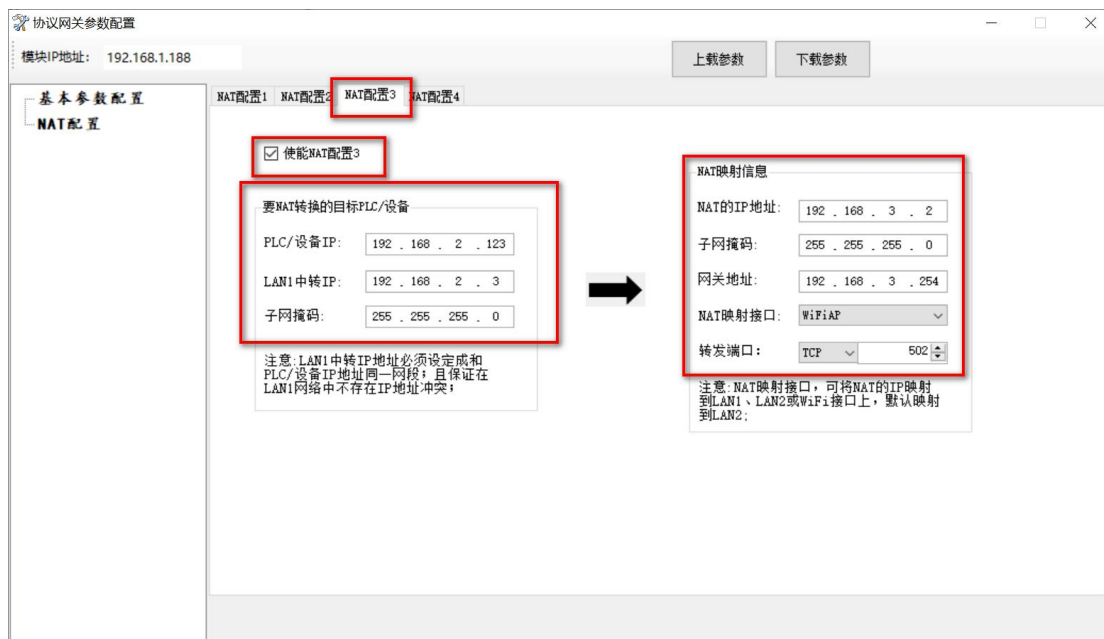 协议网关参数配置
模块IP地址: 192.168.1.188
上载参数 下载参数
基本参数配置
NAT配置
NAT配置1 NAT配置2 NAT配置3 NAT配置4
使能NAT配置3
要NAT转换的目标PLC/设备
PLC/设备IP: 192 . 168 . 2 . 123
LAN1中转IP: 192 . 168 . 2 . 3
子网掩码: 255 . 255 . 255 . 0
注意:LAN1中转IP地址必须设定成和
PLC/设备IP地址同一网段；且保证在
LAN1网络中不存在IP地址冲突；
NAT映射信息
NAT的IP地址: 192 . 168 . 3 . 2
子网掩码: 255 . 255 . 255 . 0
网关地址: 192 . 168 . 3 . 254
NAT映射接口: WiFiAP
转发端口： TCP 502
注意:NAT映射接口，可将NAT的IP映射
到LAN1、LAN2或WiFi接口上，默认映射
到LAN2;